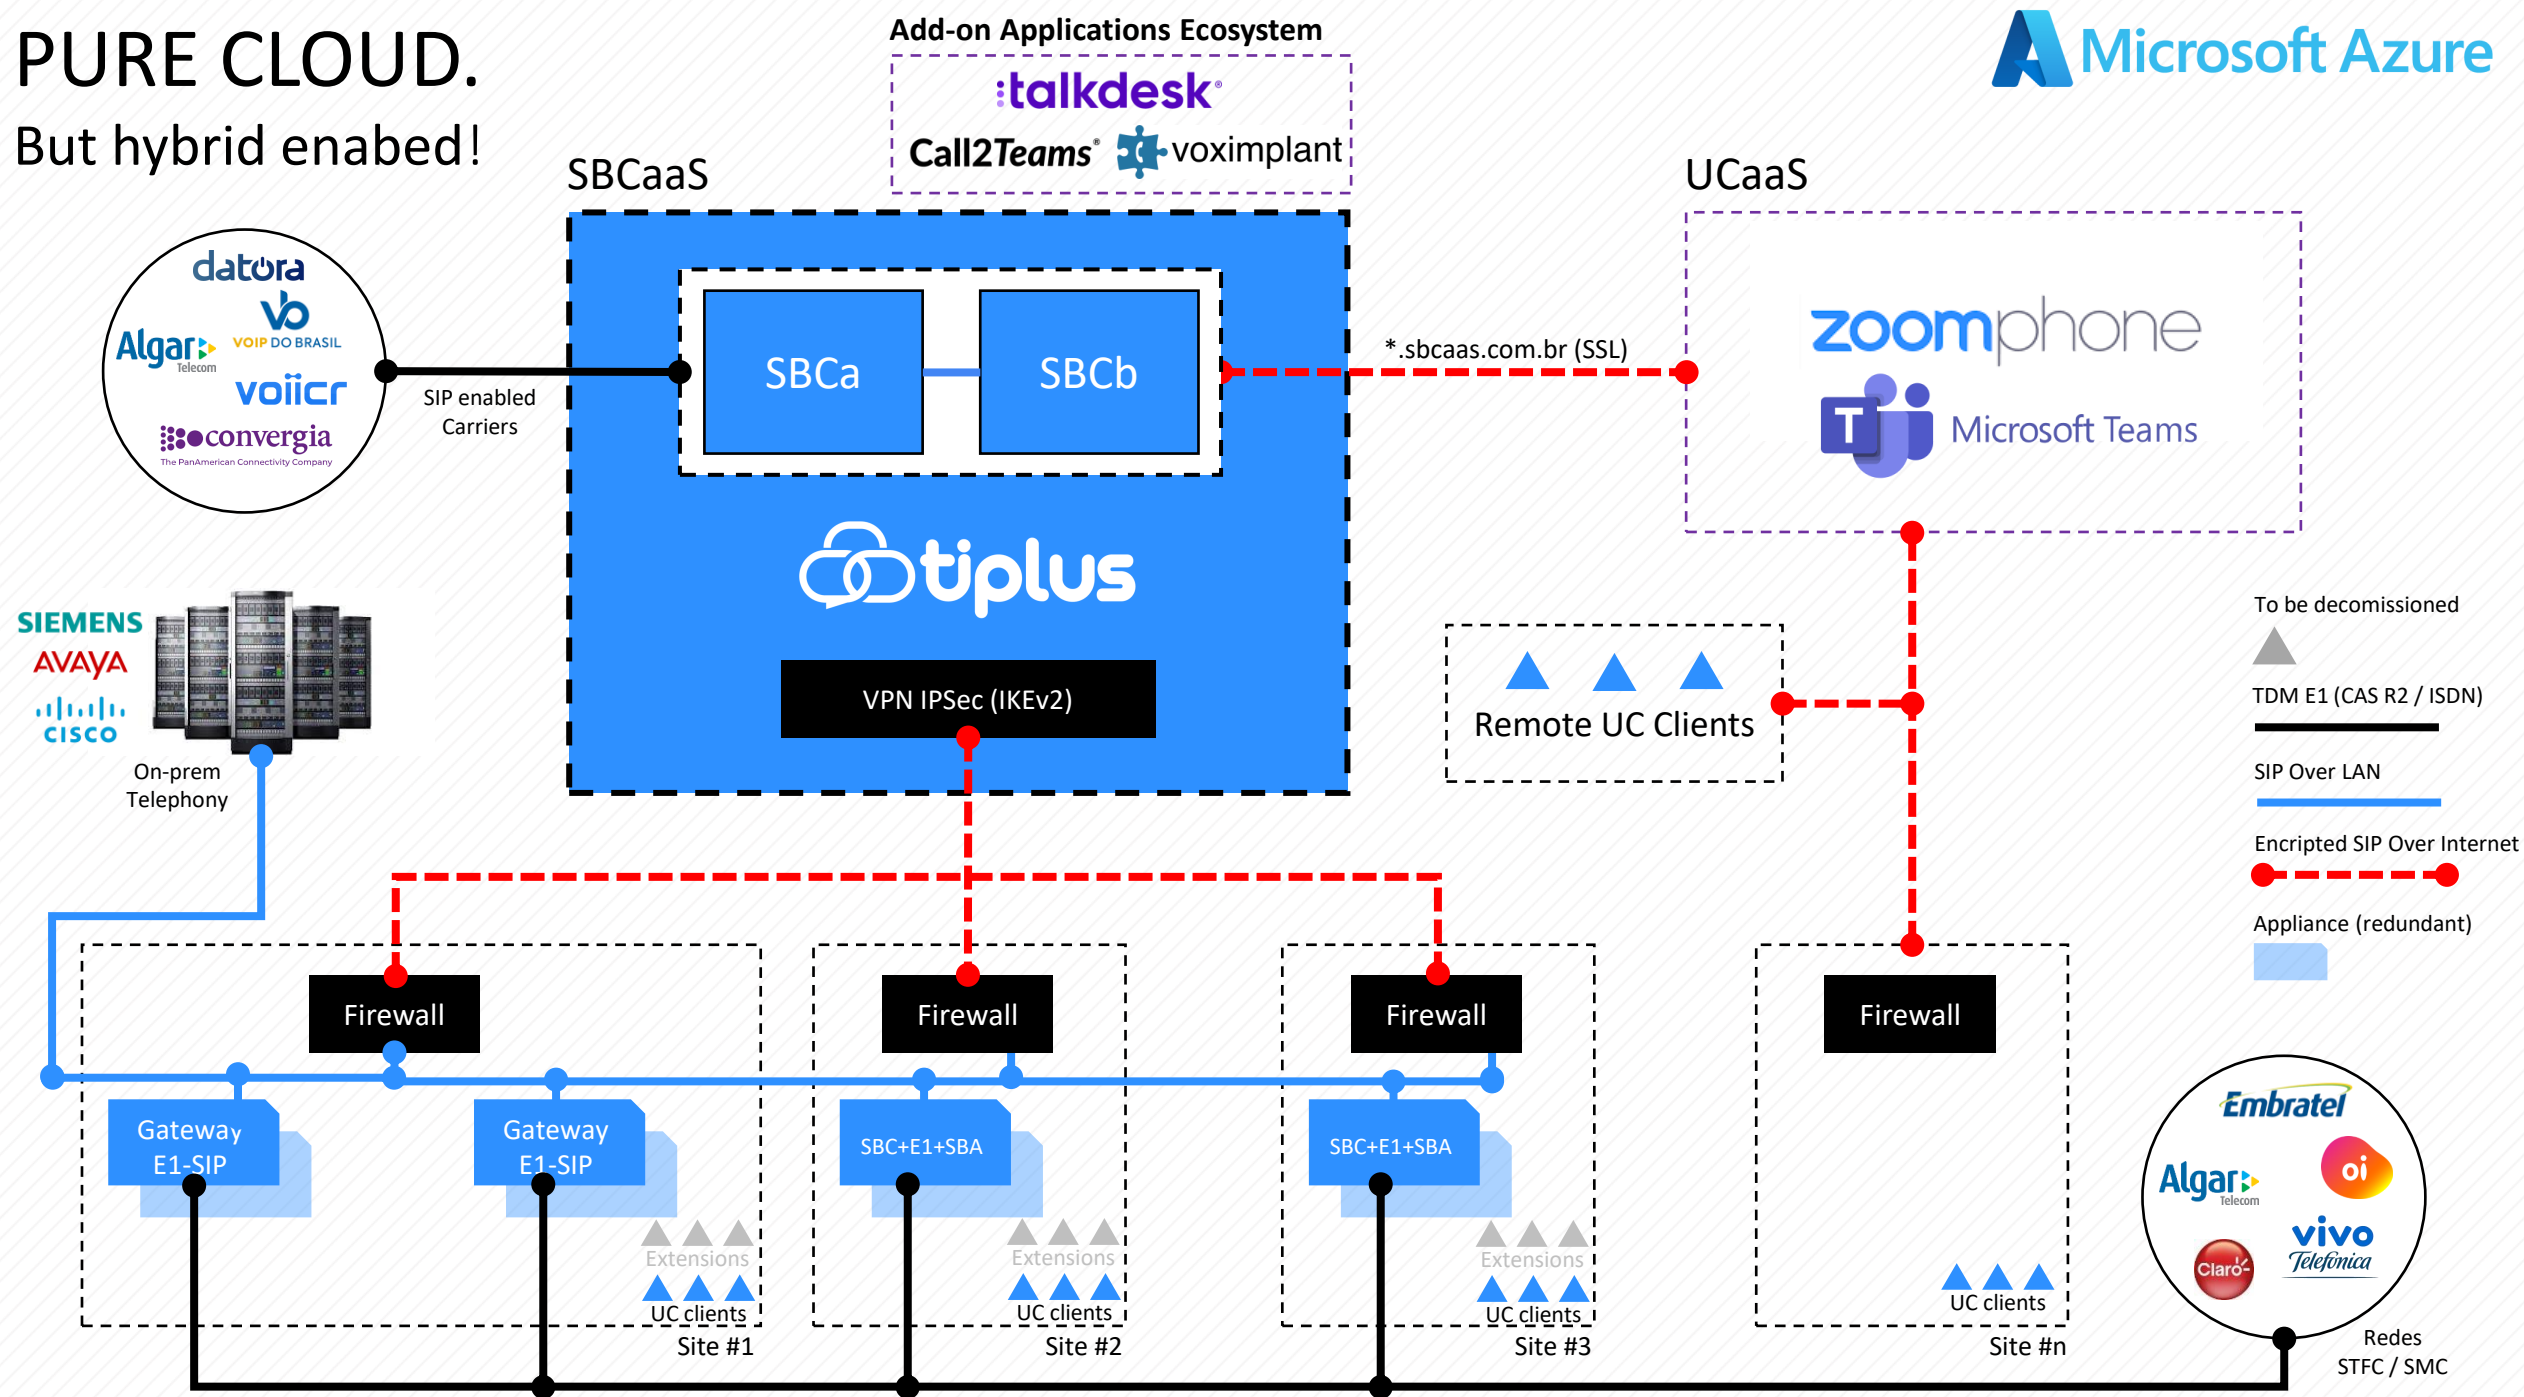 PURE CLOUD.
But hybrid enabed!
Add-on Applications Ecosystem
:talkdesk®
Call2Teams®
voximplant
Microsoft Azure
SBCaaS
UCaaS
datora
VOIP DO BRASIL
Algar
Telecom
voiicr
convergia
The PanAmerican Connectivity Company
SIP enabled
Carriers
SBCa
SBCb
*.sbcaas.com.br (SSL)
zoomphone
T
Microsoft Teams
tiplus
VPN IPSec (IKEv2)
SIEMENS
AVAYA
CISCO
On-prem
Telephony
Remote UC Clients
To be decomissioned
TDM E1 (CAS R2 / ISDN)
SIP Over LAN
Encripted SIP Over Internet
Appliance (redundant)
Firewall
Firewall
Firewall
Firewall
Gateway
E1-SIP
Gateway
E1-SIP
SBC+E1+SBA
SBC+E1+SBA
Extensions
UC clients
Site #1
Extensions
UC clients
Site #2
Extensions
UC clients
Site #3
UC clients
Site #n
Embratel
oi
Algar
Telecom
vivo
Telefónica
Claro
Redes
STFC / SMC